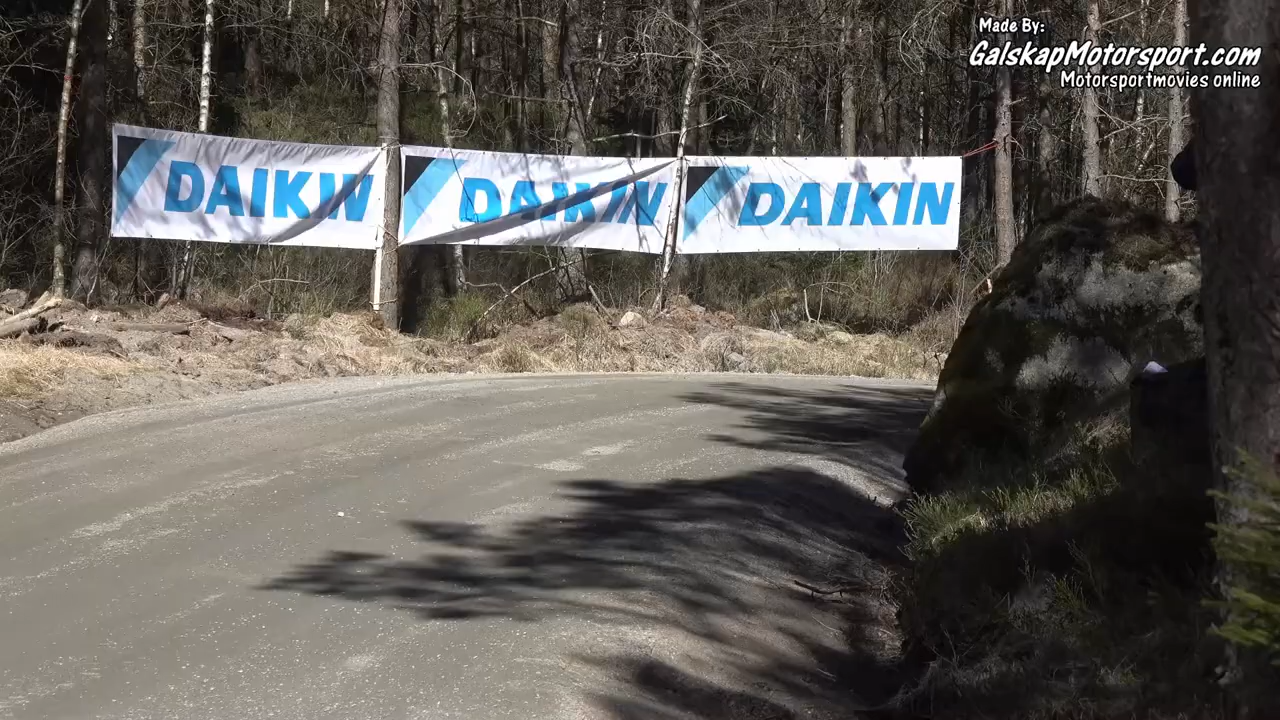 Made By:
GalskapMotorsport.com
Motorsportmovies online
DAIKIN
DAIKIN
DAIKIN